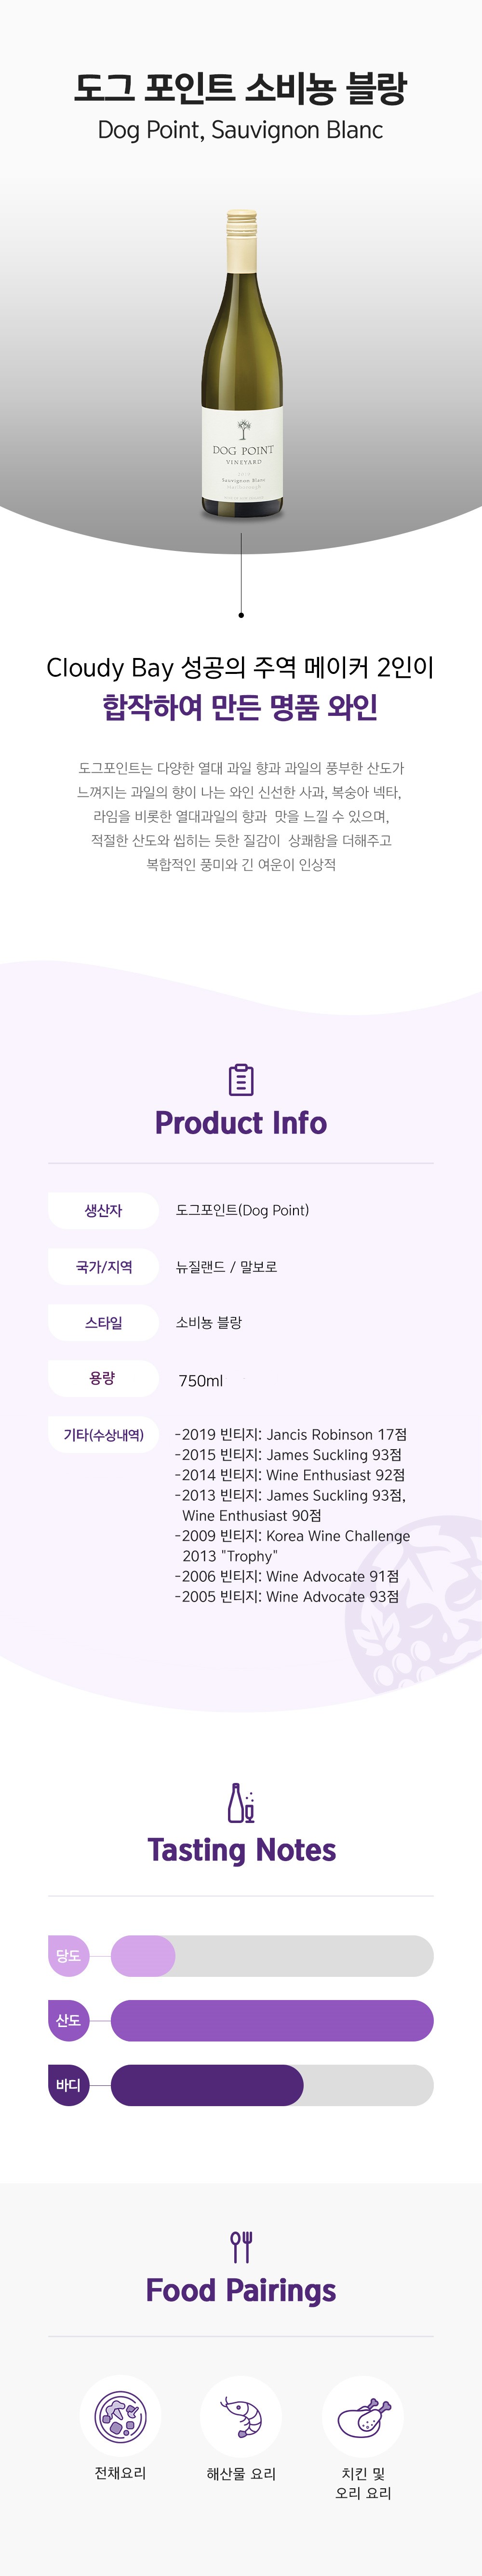 도그 포인트 소비뇽 블랑
Dog Point, Sauvignon Blanc
DOG POINT
VINEYARD
Sauvignon Blanc
Cloudy Bay 성공의 주역 메이커 2인이
합작하여 만든 명품 와인
도그포인트는 다양한 열대 과일 향과 과일의 풍부한 산도가
느껴지는 과일의 향이 나는 와인 신선한 사과, 복숭아 넥타,
라임을 비롯한 열대과일의 향과 맛을 느낄 수 있으며,
적절한 산도와 씹히는 듯한 질감이 상쾌함을 더해주고
복합적인 풍미와 긴 여운이 인상적
Product Info
생산자 도그포인트(Dog Point)
국가/지역 뉴질랜드 / 말보로
스타일 소비뇽 블랑
용량 750ml
기타(수상내역) -2019 빈티지: Jancis Robinson 17점
-2015 빈티지: James Suckling 93점
-2014 빈티지: Wine Enthusiast 92점
-2013 빈티지: James Suckling 93점,
Wine Enthusiast 90점
-2009 빈티지: Korea Wine Challenge
2013 "Trophy"
-2006 빈티지: Wine Advocate 91점
-2005 빈티지: Wine Advocate 93점
Tasting Notes
당도
산도
바디
Food Pairings
전채요리
해산물 요리
치킨 및
오리 요리